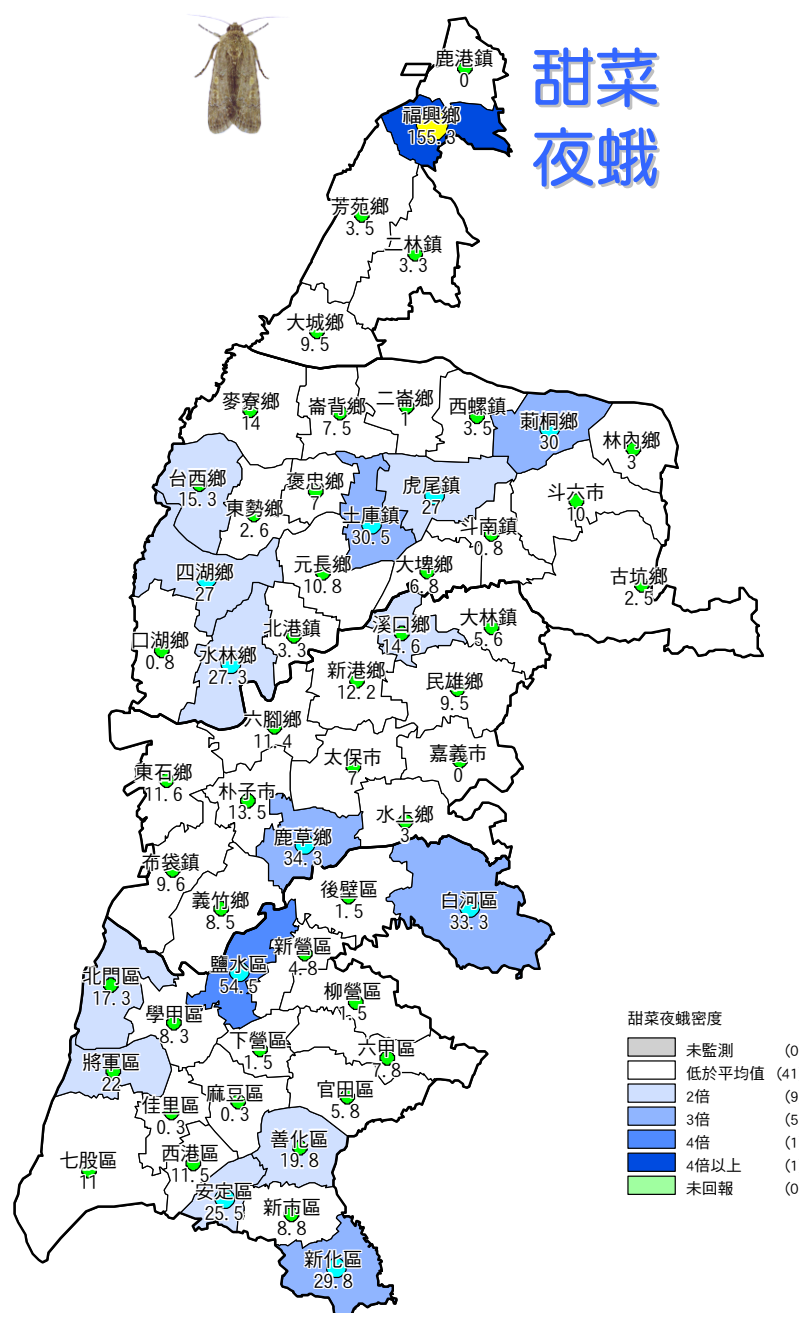 甜菜
夜蛾
鹿港鎮
0
福興鄉
155.3
芳苑鄉
3.5
二林鎮
3.3
大城鄉
9.5
麥寮鄉
14
崙背鄉
7.5
二崙鄉
1
西螺鎮
3.5
莿桐鄉
30
林內鄉
3
台西鄉
15.3
東勢鄉
2.6
褒忠鄉
7
土庫鎮
30.5
虎尾鎮
27
斗南鎮
0.8
斗六市
10
四湖鄉
27
元長鄉
10.8
大埤鄉
6.8
古坑鄉
2.5
口湖鄉
0.8
水林鄉
27.3
北港鎮
3.3
溪口鄉
14.6
大林鎮
5.6
新港鄉
12.2
民雄鄉
9.5
六腳鄉
11.4
東石鄉
11.6
朴子市
13.5
太保市
7
嘉義市
0
水上鄉
3
鹿草鄉
34.3
布袋鎮
9.6
義竹鄉
8.5
後壁區
1.5
白河區
33.3
鹽水區
54.5
新營區
4.8
北門區
17.3
柳營區
1.5
學甲區
8.3
下營區
1.5
六甲區
7.8
將軍區
22
佳里區
0.3
麻豆區
0.3
官田區
5.8
七股區
11
西港區
11.5
善化區
19.8
安定區
25.5
新市區
8.8
新化區
29.8
甜菜夜蛾密度
未監測 (0
低於平均值 (41
2倍 (9
3倍 (5
4倍 (1
4倍以上 (1
未回報 (0